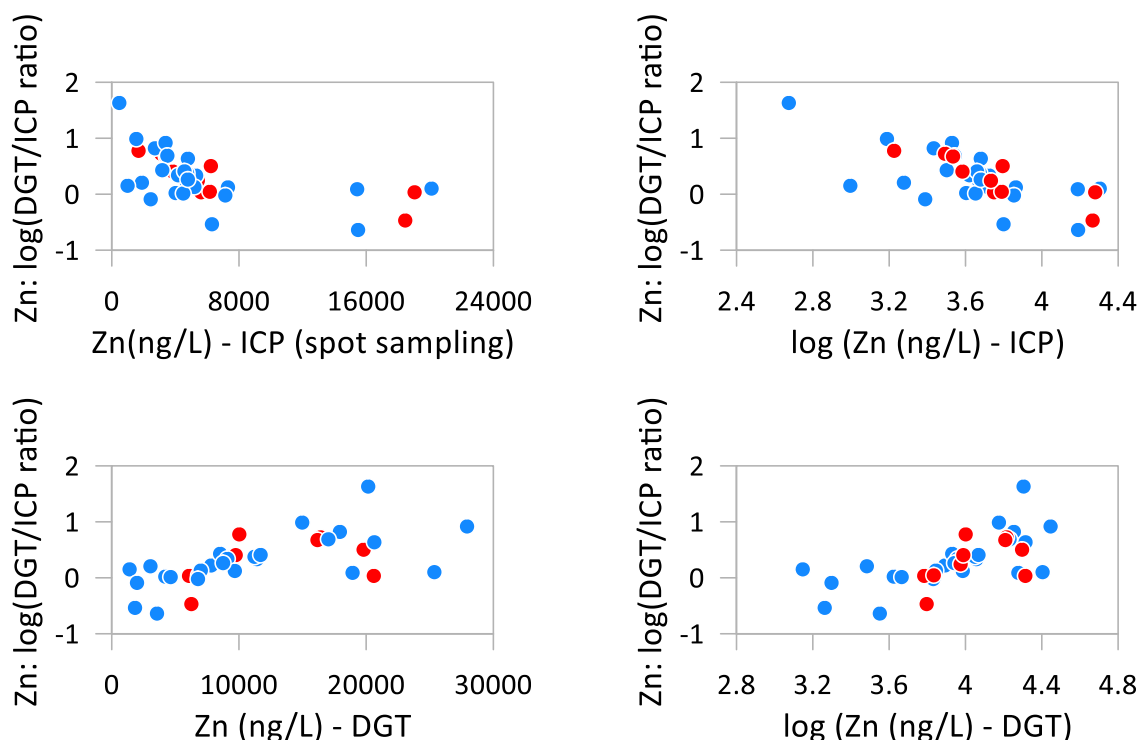 Zn: log(DGT/ICP ratio)
2
1
0
-1
0 8000 16000 24000
Zn(ng/L) - ICP (spot sampling)
Zn: log(DGT/ICP ratio)
2
1
0
-1
2.4 2.8 3.2 3.6 4 4.4
log (Zn (ng/L) - ICP)
Zn: log(DGT/ICP ratio)
2
1
0
-1
0 10000 20000 30000
Zn (ng/L) - DGT
Zn: log(DGT/ICP ratio)
2
1
0
-1
2.8 3.2 3.6 4 4.4 4.8
log (Zn (ng/L) - DGT)